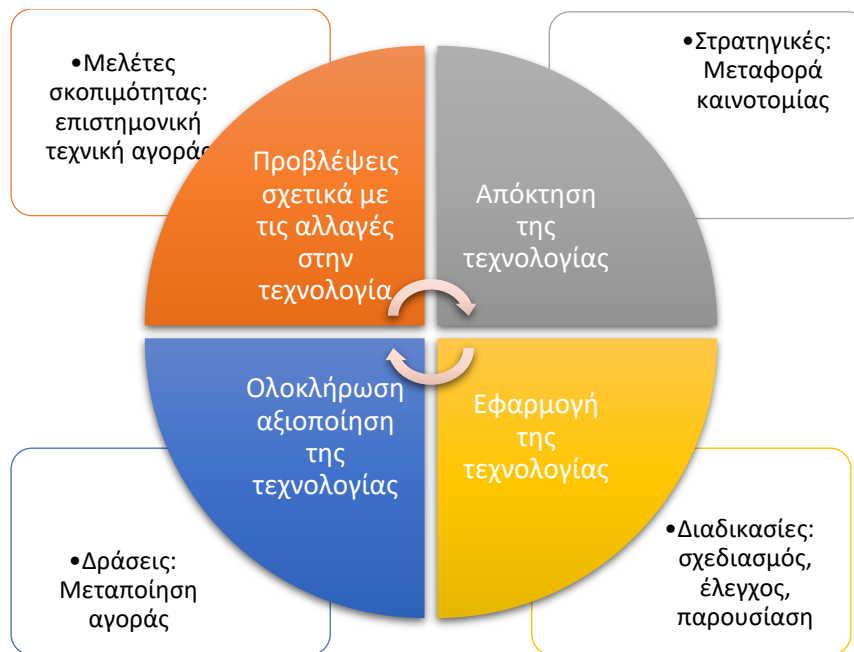 •Μελέτες
σκοπιμότητας:
επιστημονική
τεχνική αγοράς
•Στρατηγικές:
Μεταφορά
καινοτομίας
Προβλέψεις
σχετικά με
τις αλλαγές
στην
τεχνολογία
Απόκτηση
της
τεχνολογίας
Ολοκλήρωση
αξιοποίηση
της
τεχνολογίας
Εφαρμογή
της
τεχνολογίας
•Δράσεις:
Μεταποίηση
αγοράς
•Διαδικασίες:
σχεδιασμός,
έλεγχος,
παρουσίαση